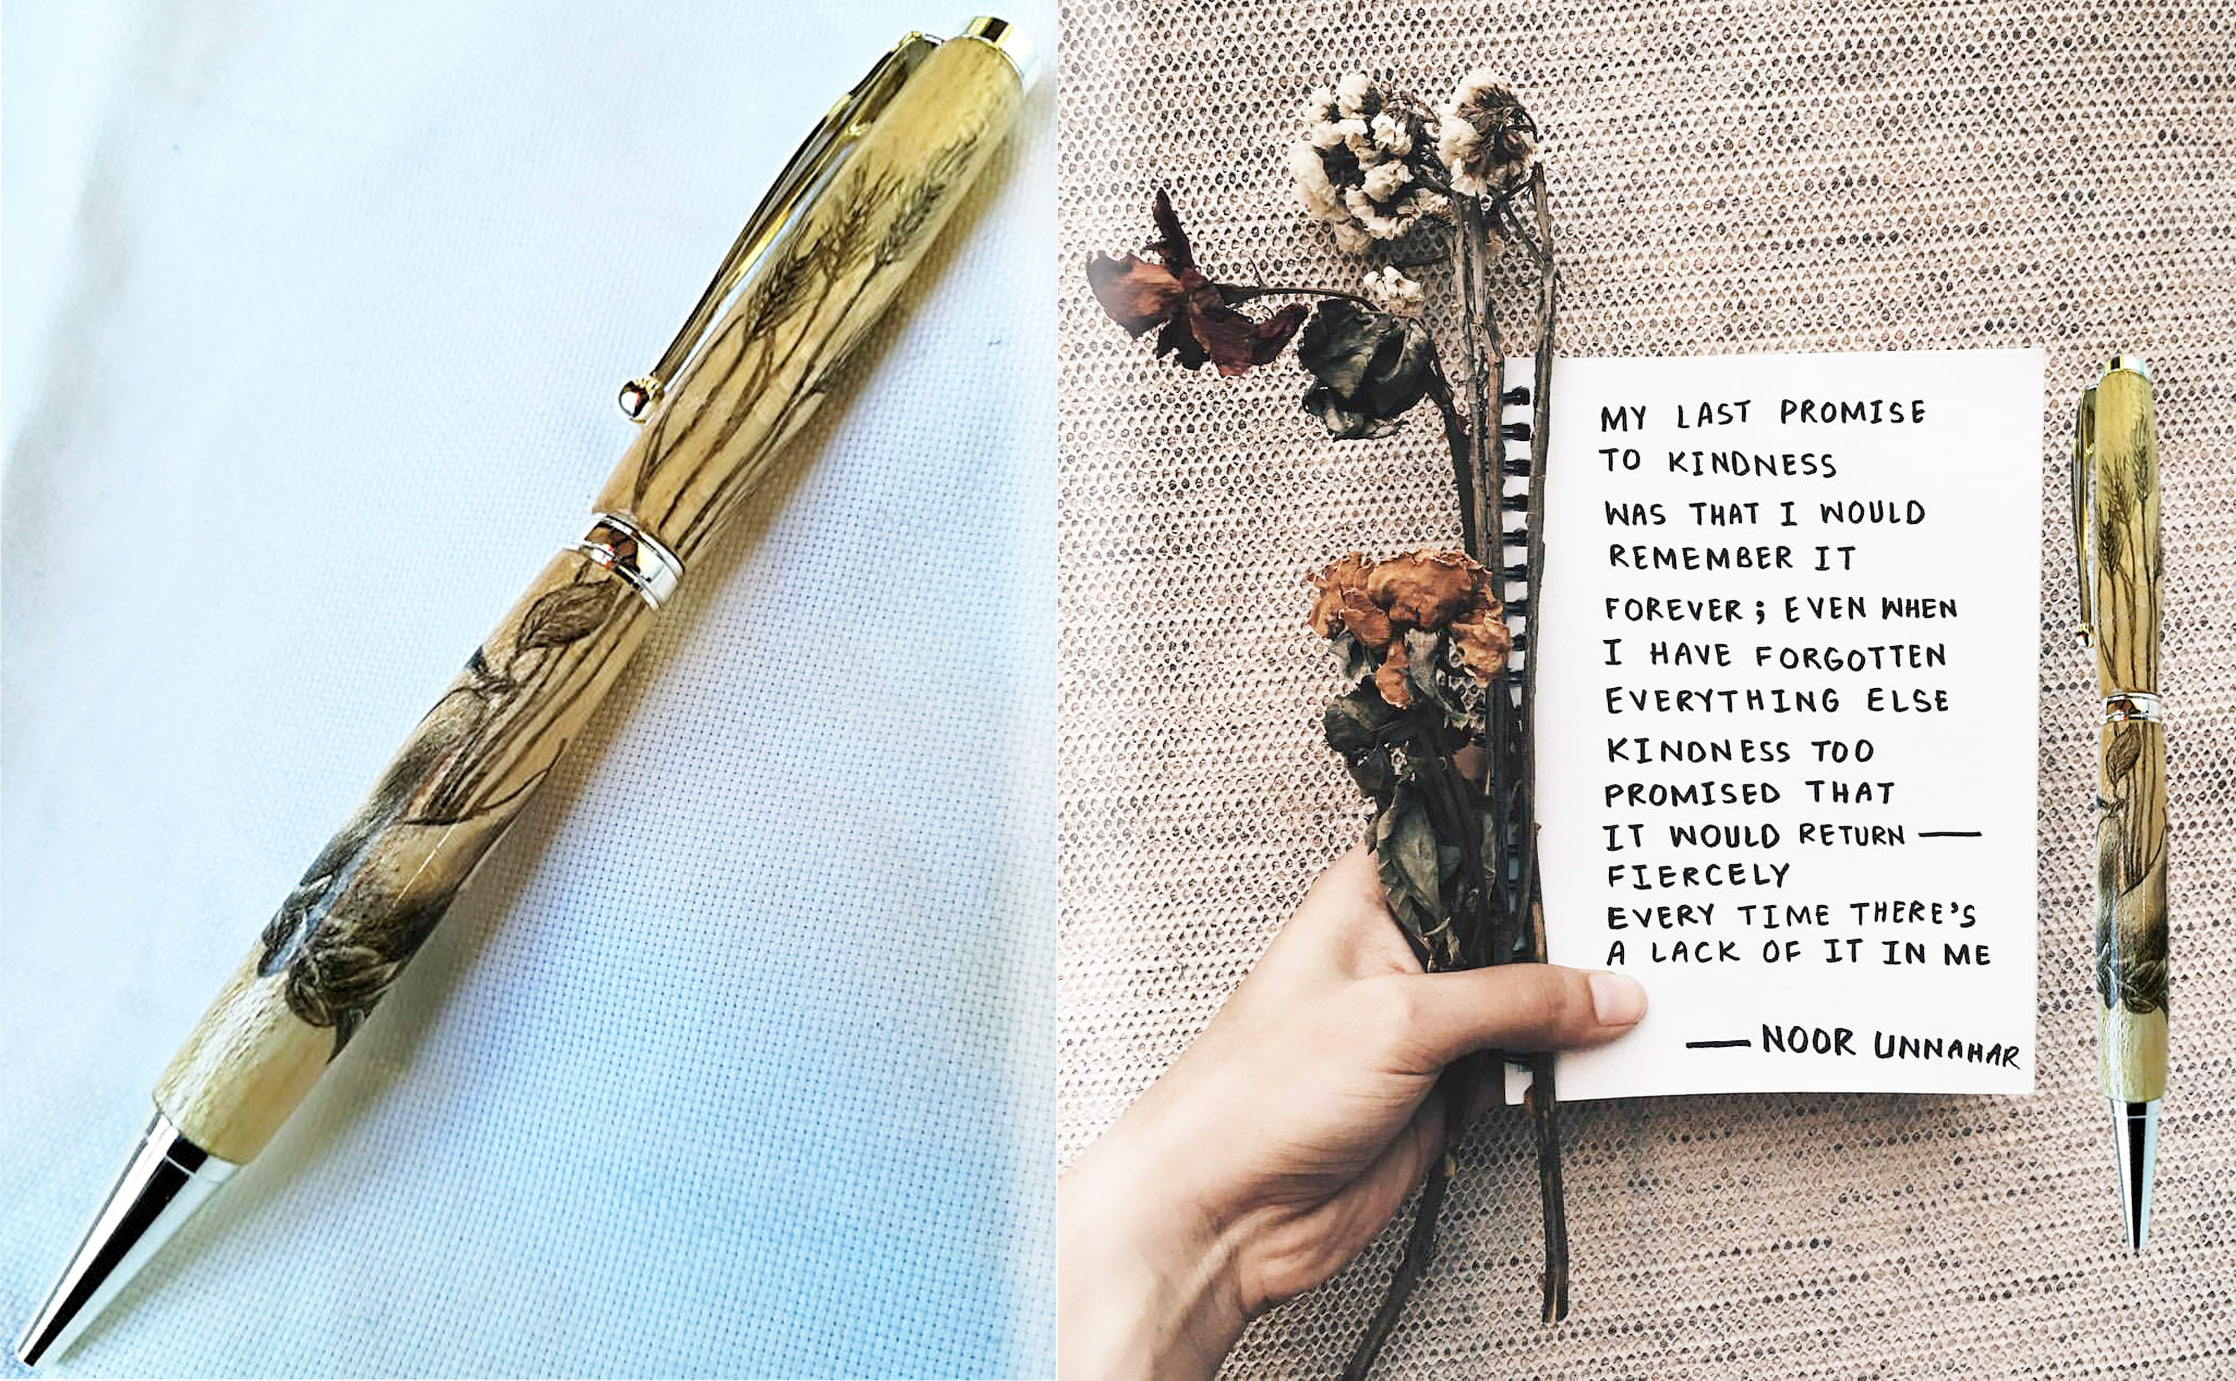 MY LAST PROMISE
TO KINDNESS
WAS THAT I WOULD
REMEMBER IT
FOREVER; EVEN WHEN
I HAVE FORGOTTEN
EVERYTHING ELSE
KINDNESS TOO
PROMISED THAT
IT WOULD RETURN —
FIERCELY
EVERY TIME THERE'S
A LACK OF IT IN ME
— NOOR UNNAHAR